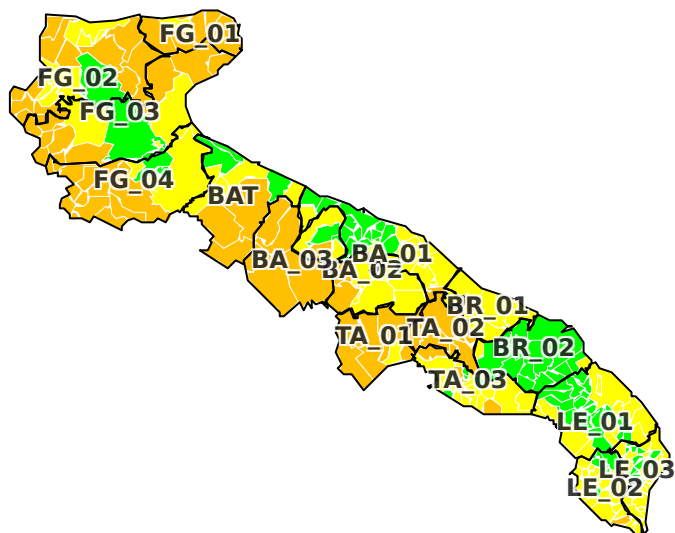 FG_01
FG_02
FG_03
FG_04
BAT
BA_01
BA_03
BA_02
BR_01
TA_02
TA_01
BR_02
TA_03
LE_01
LE_03
LE_02